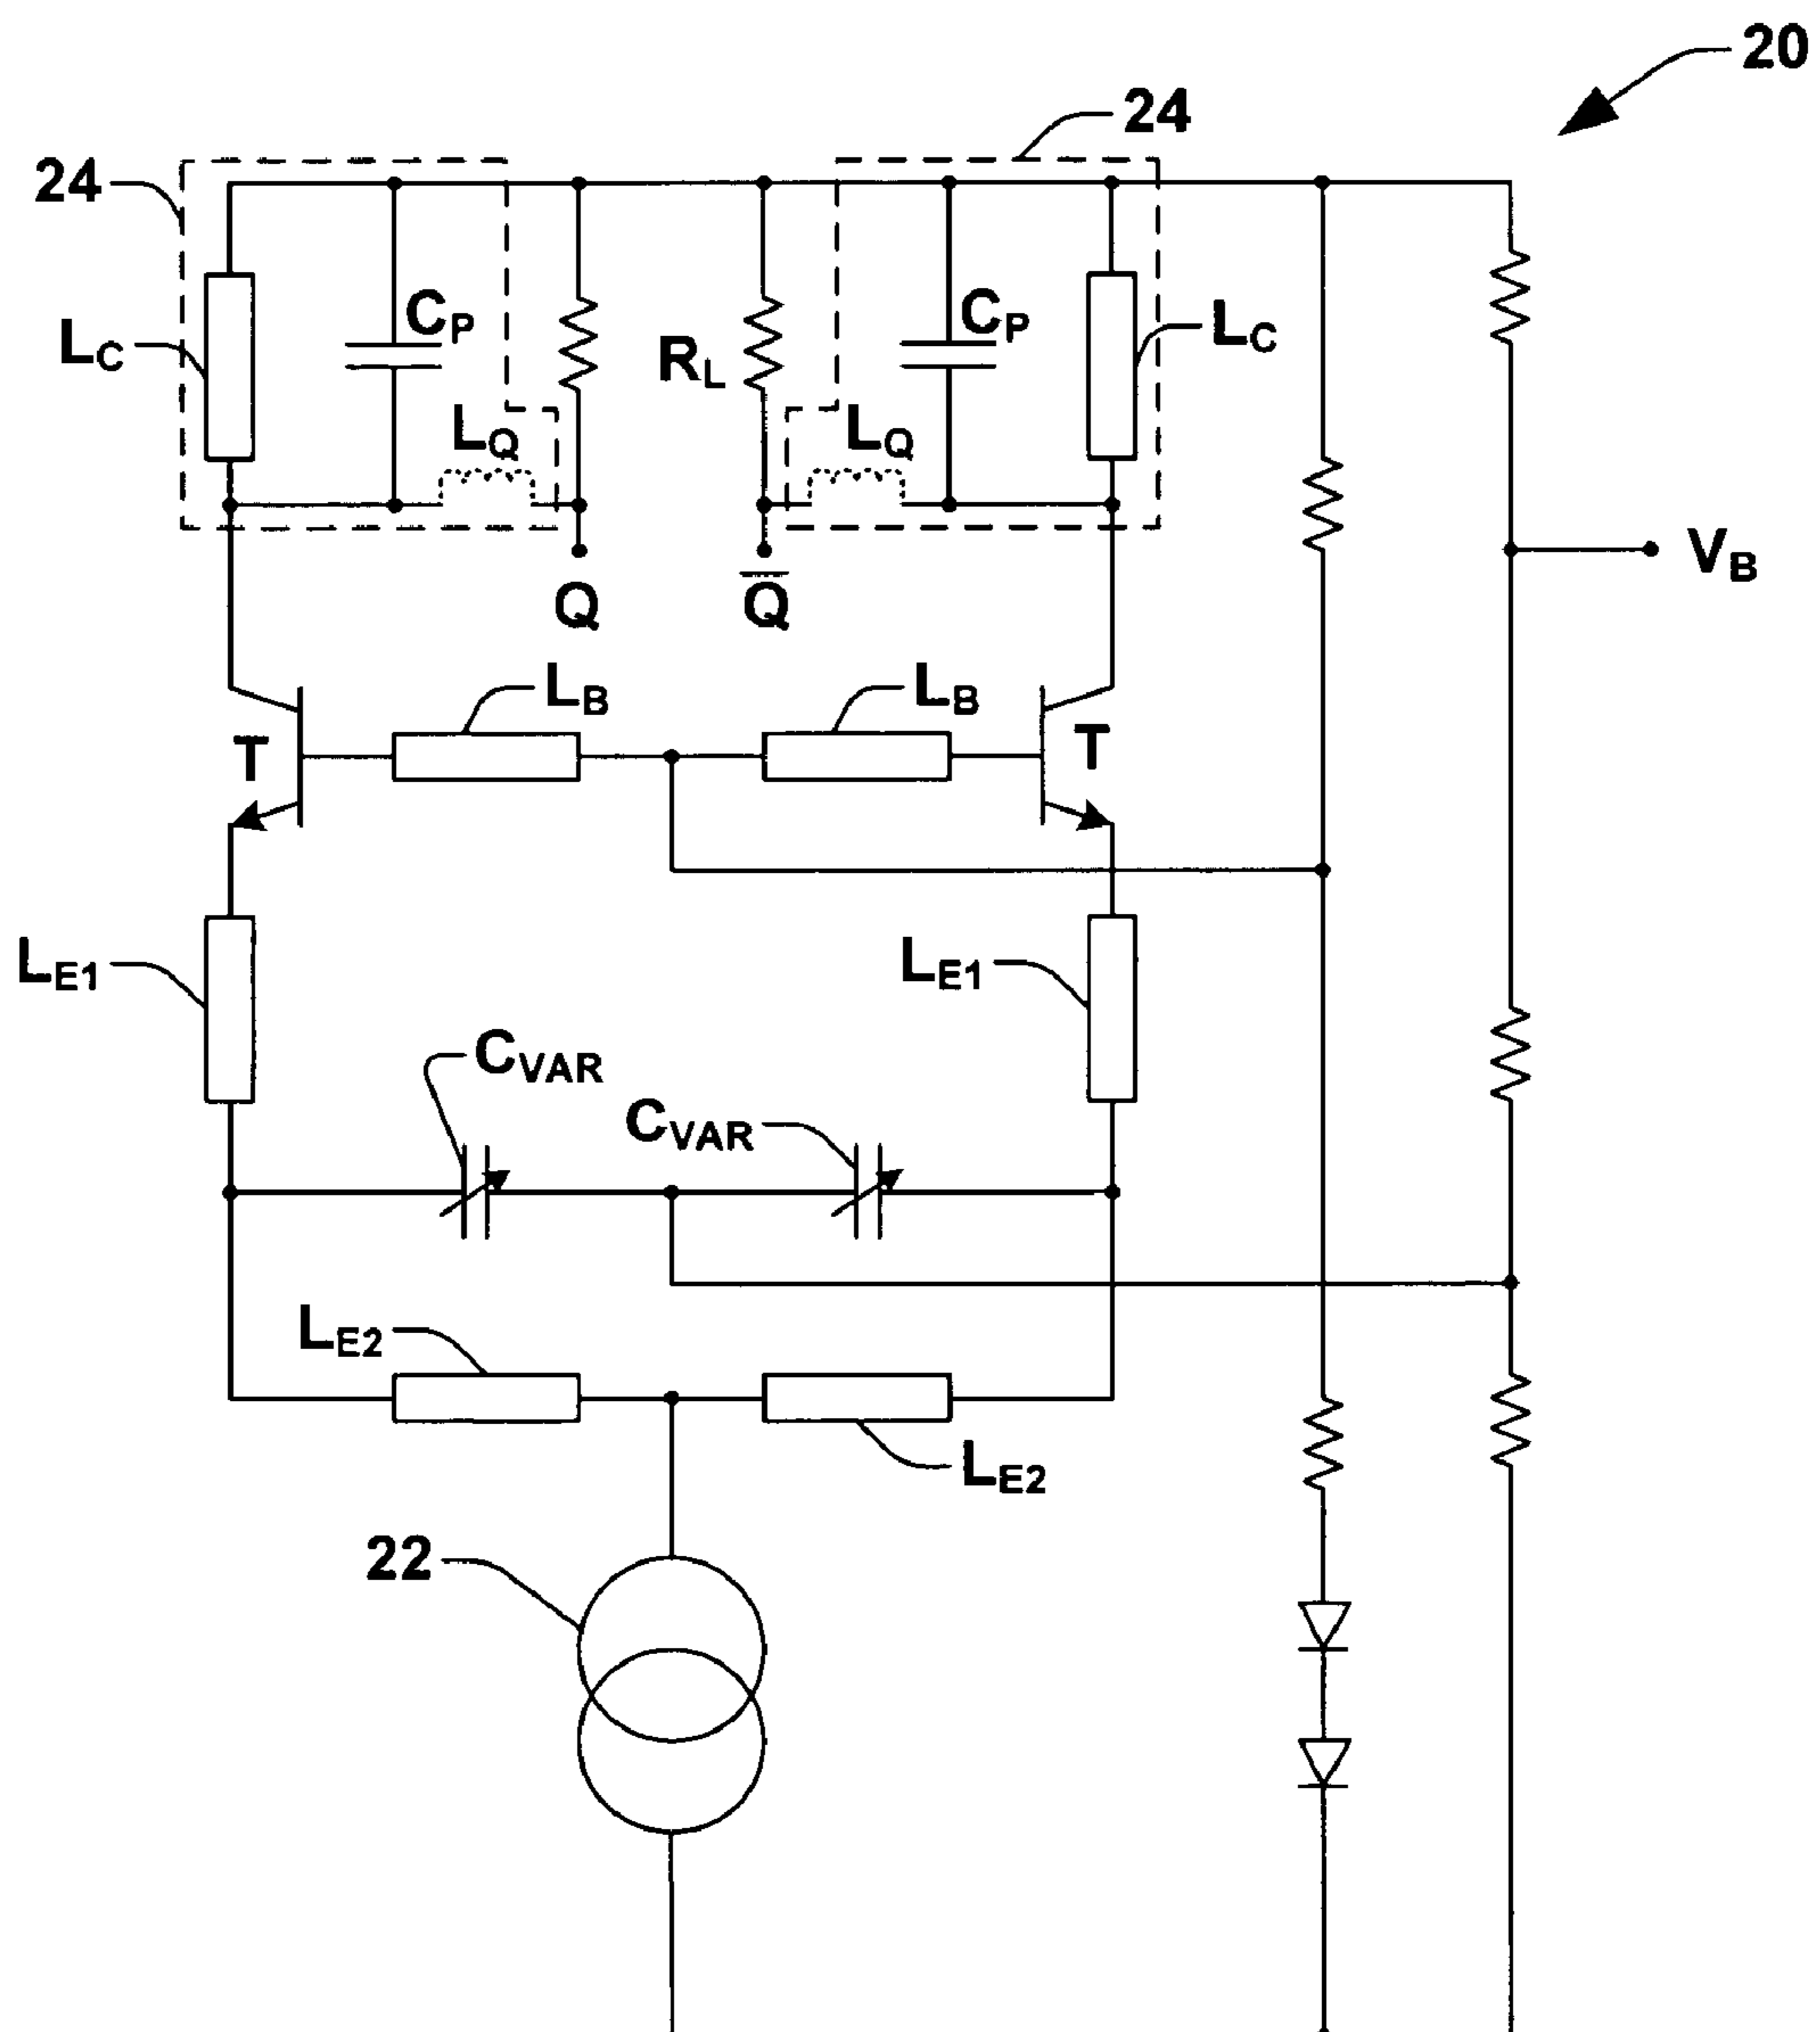 20
24
24
C_P
C_P
L_C
R_L
L_C
L_Q
L_Q
V_B
Q
Q̅
L_B
L_B
T
T
L_E1
L_E1
C_VAR
C_VAR
L_E2
L_E2
22